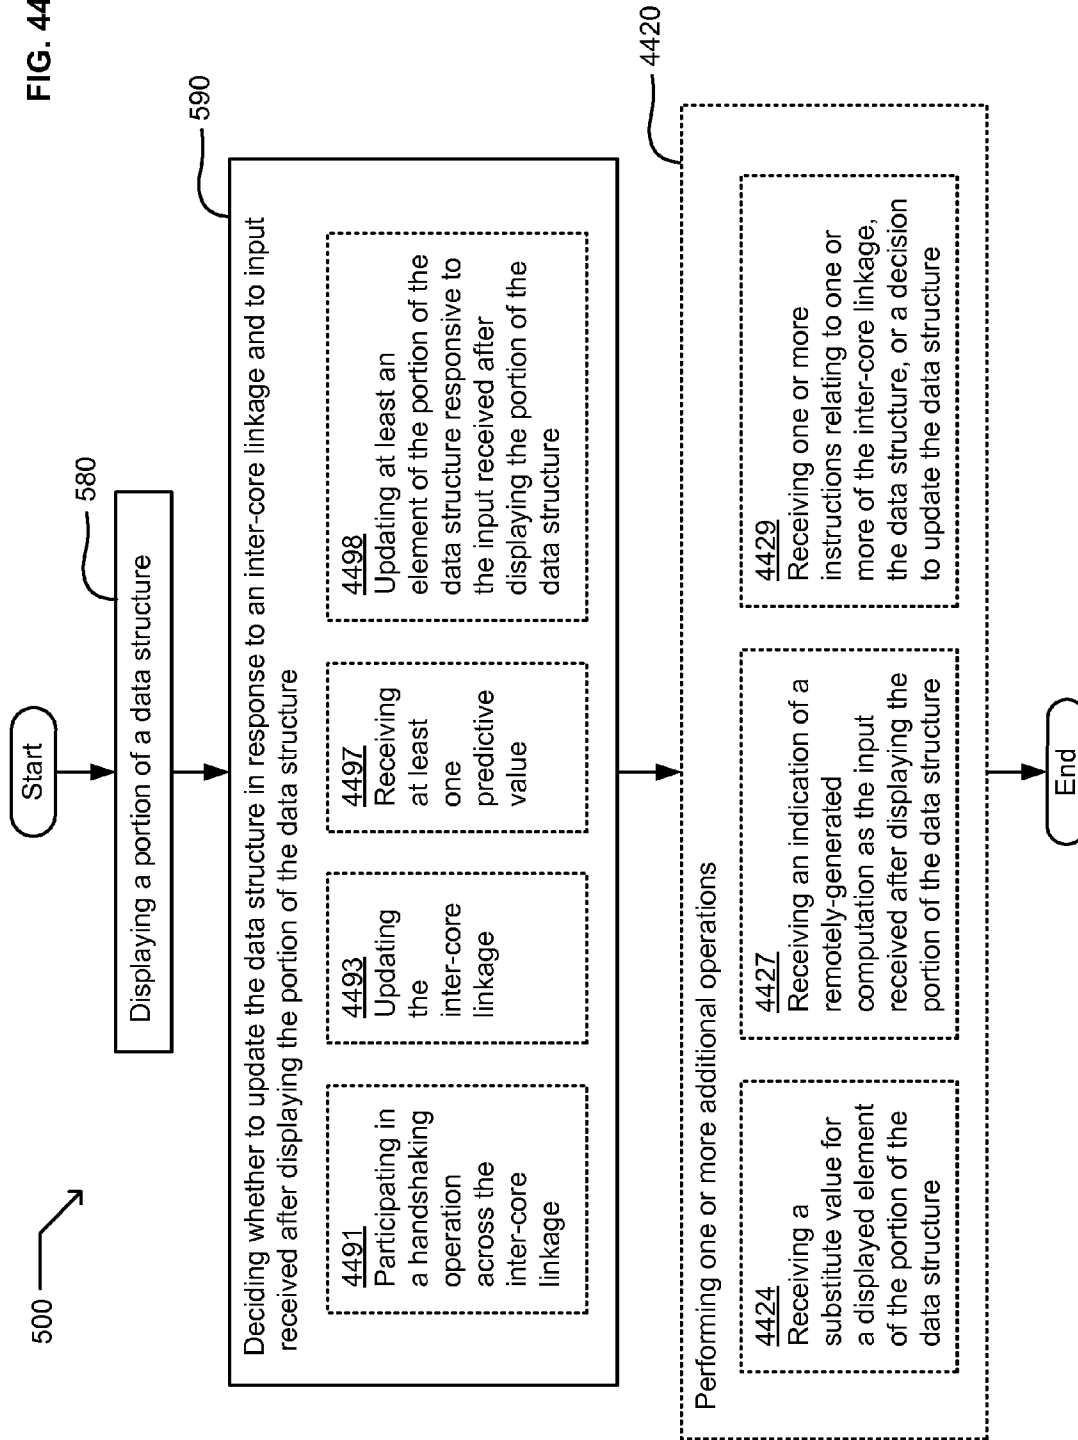 FIG. 44
500
Start
580
Displaying a portion of a data structure
590
Deciding whether to update the data structure in response to an inter-core linkage and to input
received after displaying the portion of the data structure
4491
Participating in
a handshaking
operation
across the
inter-core
linkage
4493
Updating
the
inter-core
linkage
4497
Receiving
at least
one
predictive
value
4498
Updating at least an
element of the portion of the
data structure responsive to
the input received after
displaying the portion of the
data structure
4420
Performing one or more additional operations
4424
Receiving a
substitute value for
a displayed element
of the portion of the
data structure
4427
Receiving an indication of a
remotely-generated
computation as the input
received after displaying the
portion of the data structure
4429
Receiving one or more
instructions relating to one or
more of the inter-core linkage,
the data structure, or a decision
to update the data structure
End